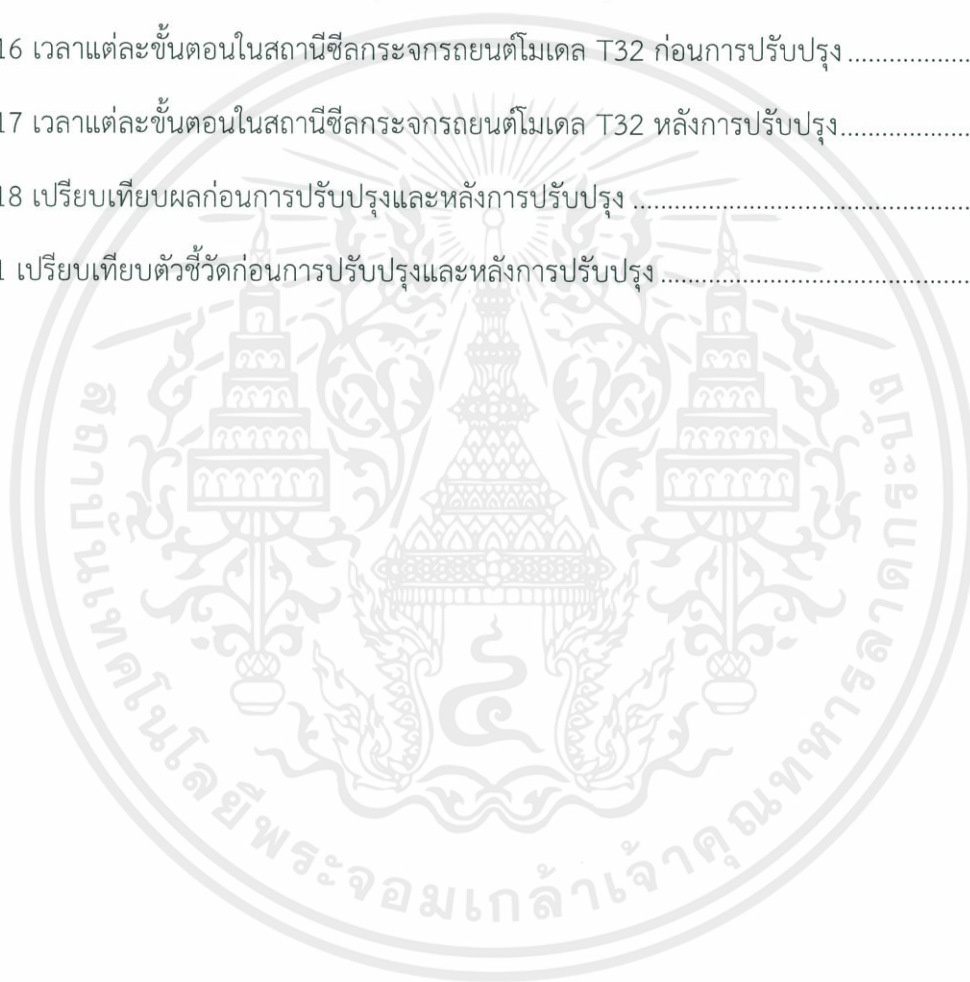 16 เวลาแต่ละขั้นตอนในสถานีซีลกระจกรถยนต์โมเดล T32 ก่อนการปรับปรุง ..................
17 เวลาแต่ละขั้นตอนในสถานีซีลกระจกรถยนต์โมเดล T32 หลังการปรับปรุง..................
18 เปรียบเทียบผลก่อนการปรับปรุงและหลังการปรับปรุง ..................................................
1 เปรียบเทียบตัวชี้วัดก่อนการปรับปรุงและหลังการปรับปรุง ..............................................
สถาบันเทคโนโลยีพระจอมเกล้าเจ้าคุณทหารลาดกระบัง